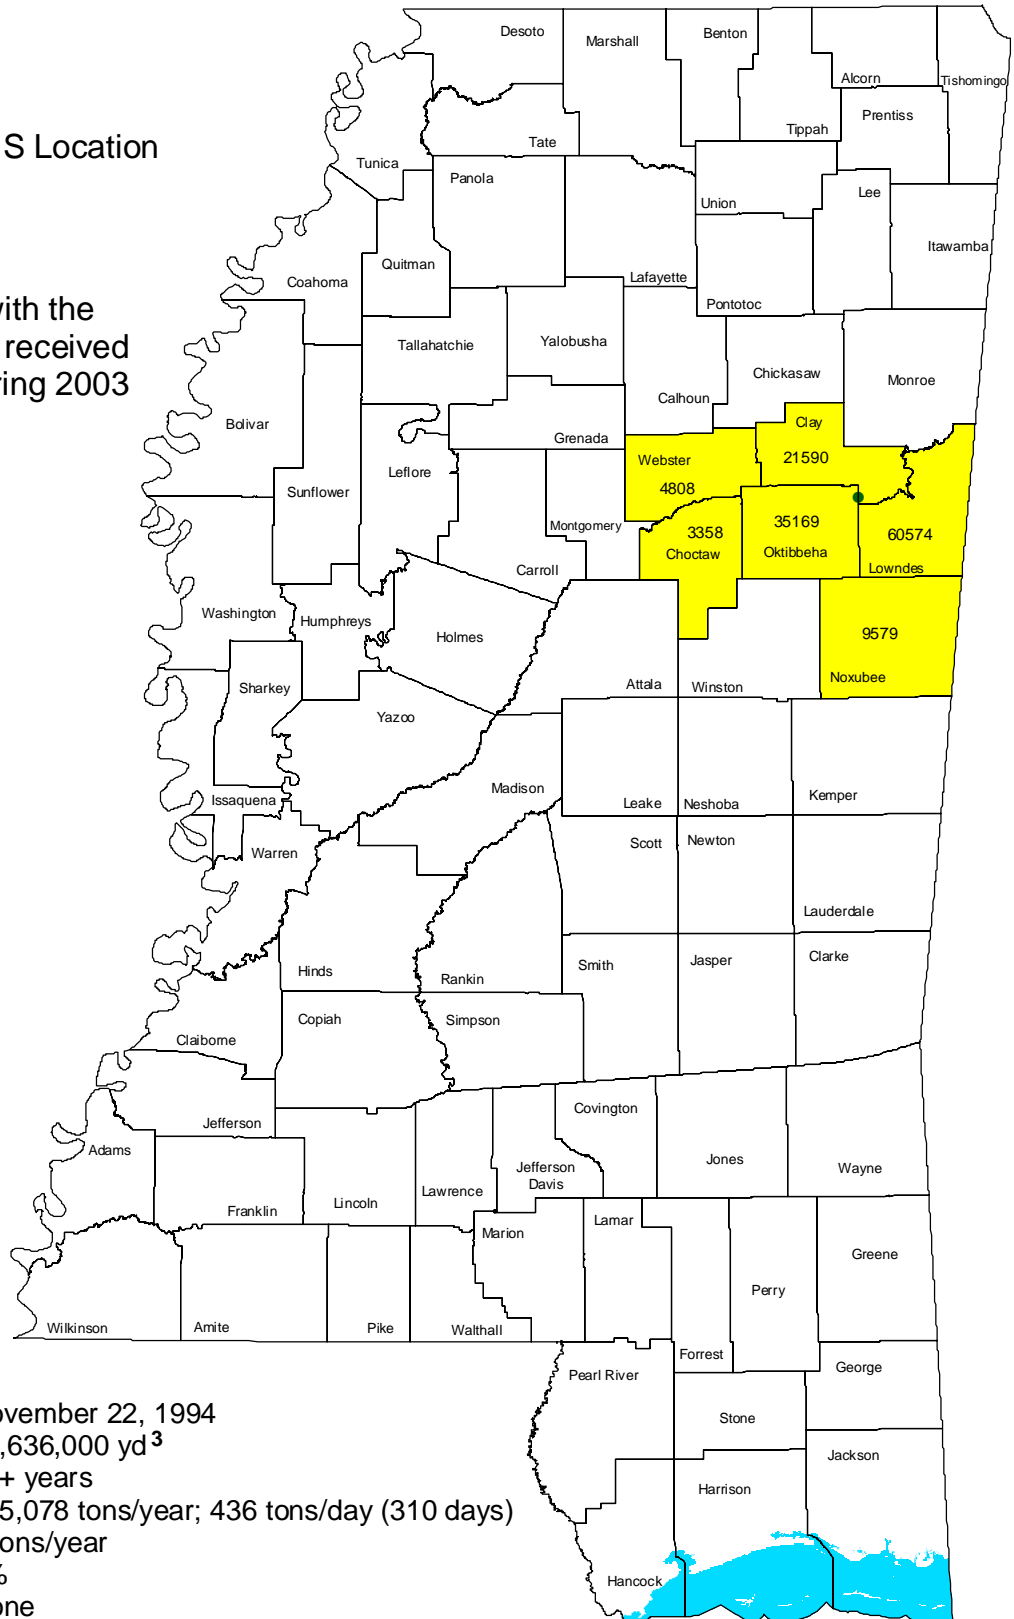 Desoto
Marshall
Benton
Alcorn
Tishomingo
Prentiss
Tippah
S Location
Tate
Tunica
Panola
Union
Lee
Itawamba
Quitman
Coahoma
Lafayette
Pontotoc
with the
received
ring 2003
Tallahatchie
Yalobusha
Chickasaw
Monroe
Calhoun
Bolivar
Clay
21590
Grenada
Webster
4808
Leflore
Sunflower
Montgomery
3358
Choctaw
35169
Oktibbeha
60574
Lowndes
Carroll
Washington
Humphreys
Holmes
9579
Noxubee
Sharkey
Attala
Winston
Yazoo
Madison
Issaquena
Leake
Neshoba
Kemper
Warren
Scott
Newton
Lauderdale
Hinds
Rankin
Smith
Jasper
Clarke
Copiah
Simpson
Claiborne
Jefferson
Covington
Adams
Jefferson
Davis
Jones
Wayne
Franklin
Lincoln
Lawrence
Marion
Lamar
Greene
Perry
Wilkinson
Amite
Pike
Walthall
Forrest
George
Pearl River
Stone
Jackson
Harrison
Hancock
ovember 22, 1994
,636,000 yd³
+ years
5,078 tons/year; 436 tons/day (310 days)
tons/year
%
one